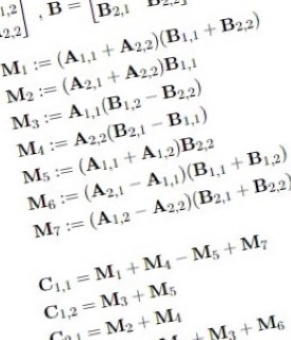 1,2] , B = [B2,1
A2,2]
M1 := (A1,1 + A2,2)(B1,1 + B2,2)
M2 := (A2,1 + A2,2)B1,1
M3 := A1,1(B1,2 − B2,2)
M4 := A2,2(B2,1 − B1,1)
M5 := (A1,1 + A1,2)B2,2
M6 := (A2,1 − A1,1)(B1,1 + B1,2)
M7 := (A1,2 − A2,2)(B2,1 + B2,2)
C1,1 = M1 + M4 − M5 + M7
C1,2 = M3 + M5
C2,1 = M2 + M4
+ M3 + M6